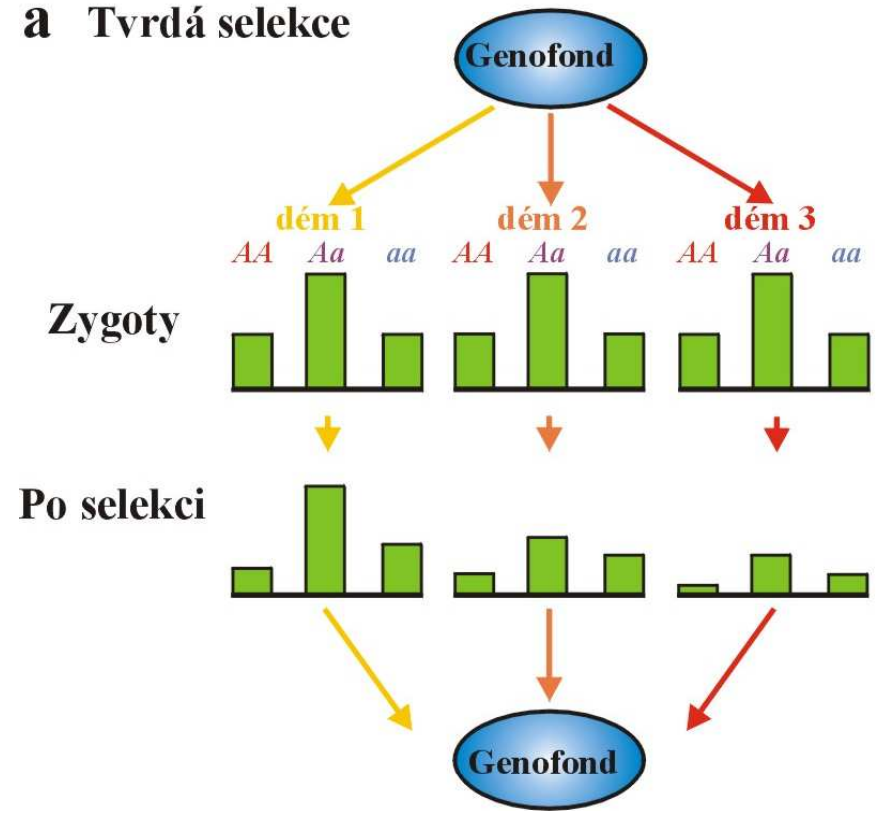 a Tvrdá selekce
Genofond
dém 1 dém 2 dém 3
AA Aa aa AA Aa aa AA Aa aa
Zygoty
Po selekci
Genofond